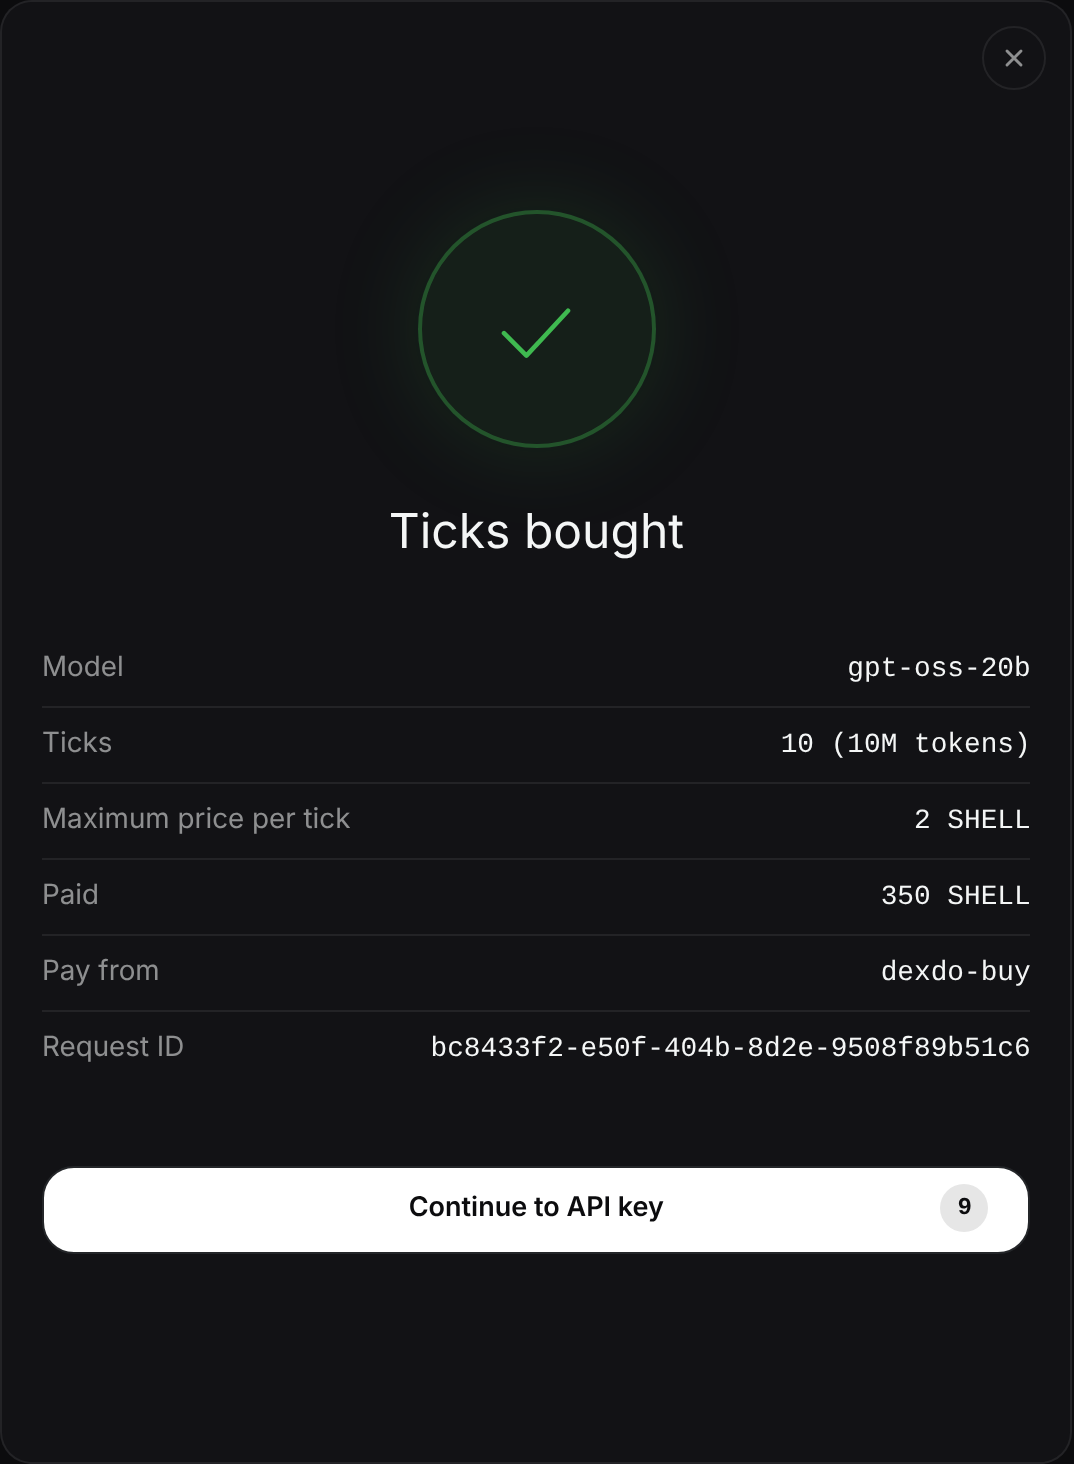 Ticks bought
Model gpt-oss-20b
Ticks 10 (10M tokens)
Maximum price per tick 2 SHELL
Paid 350 SHELL
Pay from dexdo-buy
Request ID bc8433f2-e50f-404b-8d2e-9508f89b51c6
Continue to API key 9